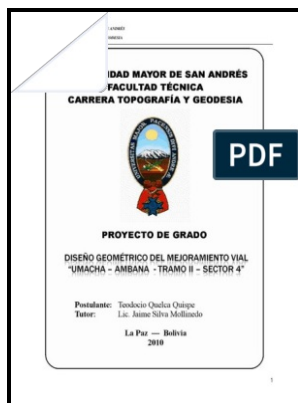 IDAD MAYOR DE SAN ANDRÉS
FACULTAD TÉCNICA
CARRERA TOPOGRAFÍA Y GEODESIA
PDF
PROYECTO DE GRADO
DISEÑO GEOMÉTRICO DEL MEJORAMIENTO VIAL
"UMACHA – AMBANA - TRAMO II – SECTOR 4"
Postulante: Teodocio Quelca Quispe
Tutor: Lic. Jaime Silva Mollinedo
La Paz — Bolivia
2010
1